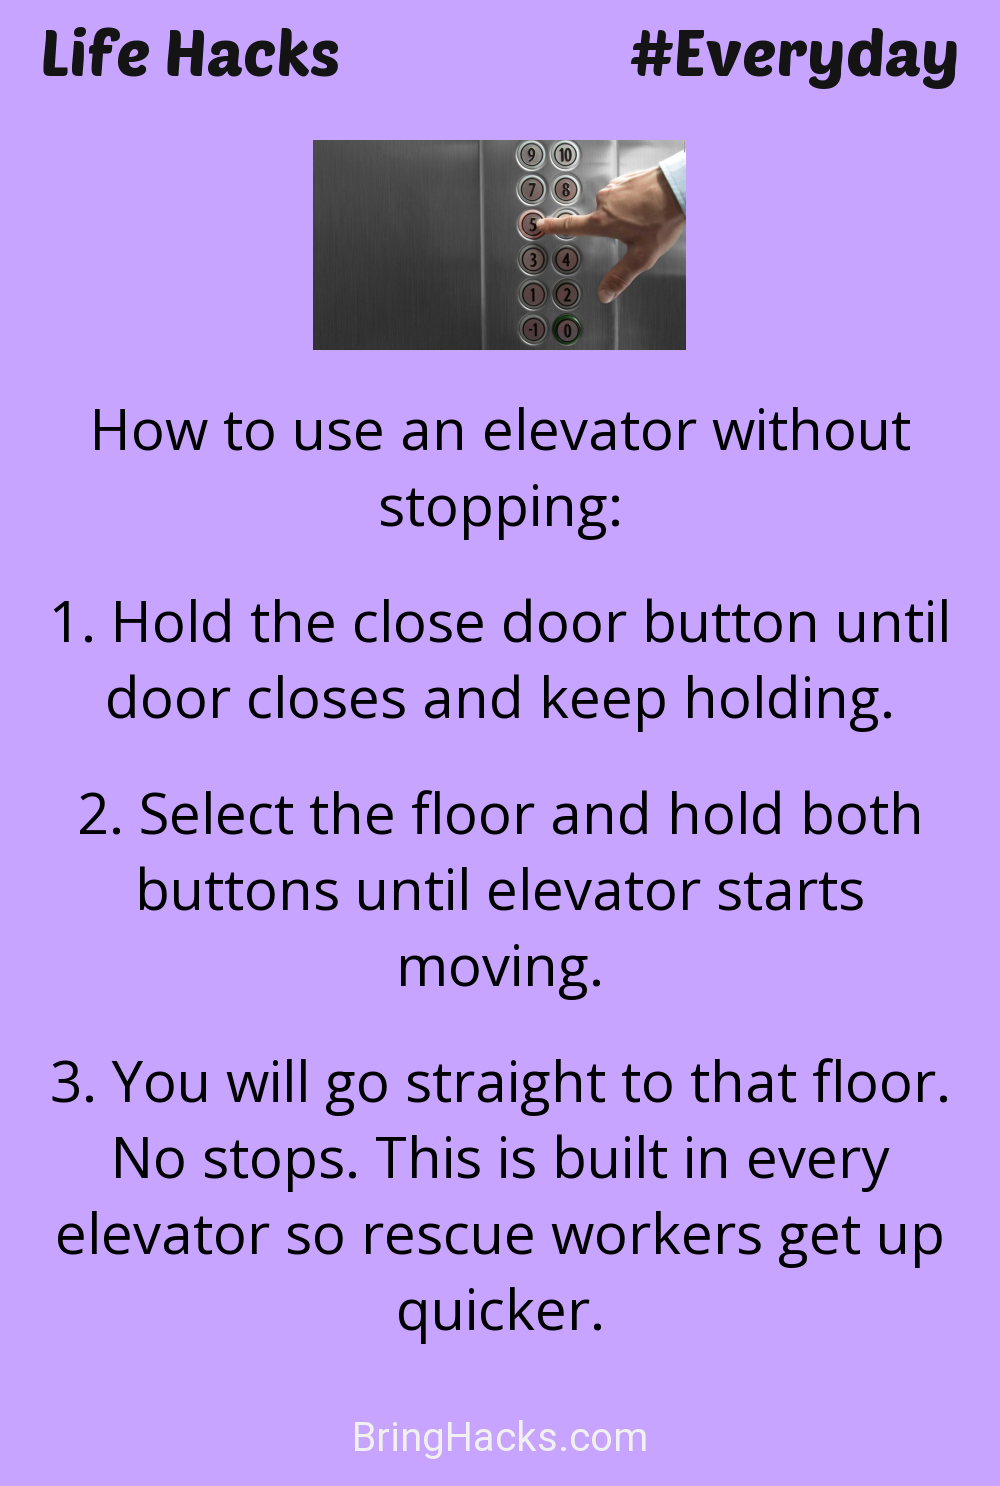 Life Hacks #Everyday
9 10
7 8
5
3 4
1 2
-1 0
How to use an elevator without
stopping:
1. Hold the close door button until
door closes and keep holding.
2. Select the floor and hold both
buttons until elevator starts
moving.
3. You will go straight to that floor.
No stops. This is built in every
elevator so rescue workers get up
quicker.
BringHacks.com